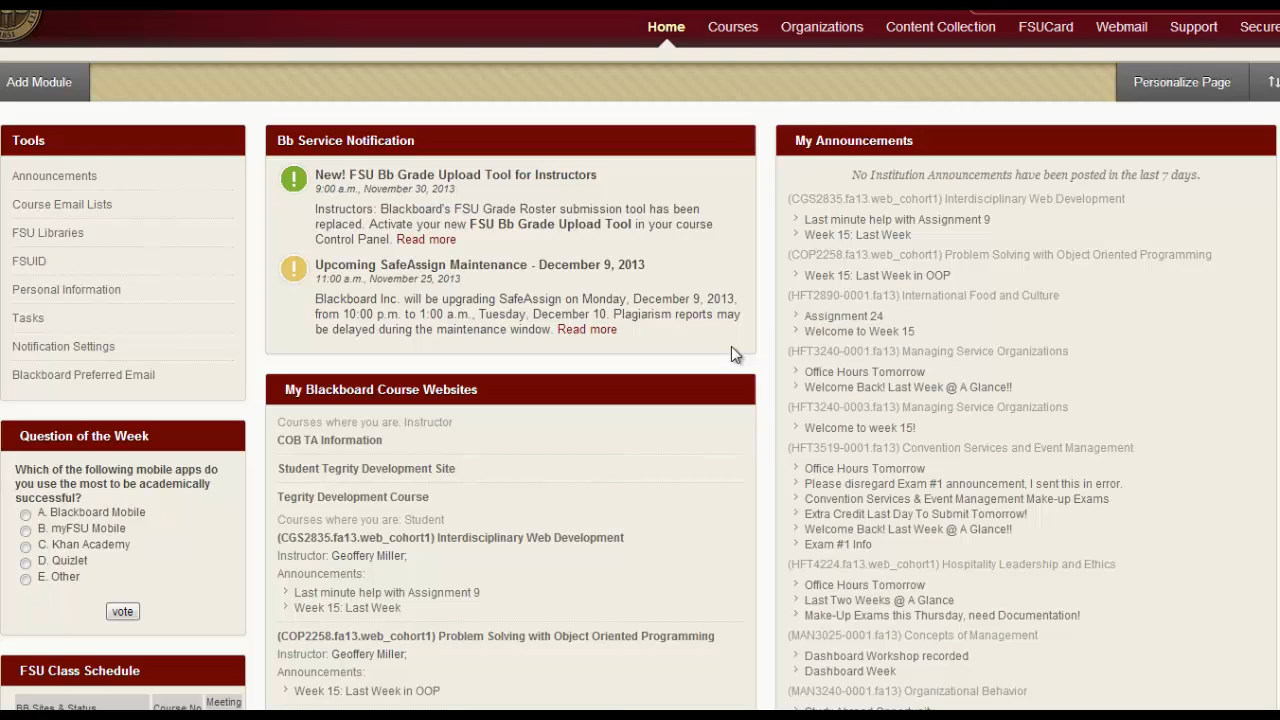 Home
Courses
Organizations
Content Collection
FSUCard
Webmail
Support
Secure
Add Module
Personalize Page
Tools
Announcements
Course Email Lists
FSU Libraries
FSUID
Personal Information
Tasks
Notification Settings
Blackboard Preferred Email
Question of the Week
Which of the following mobile apps do
you use the most to be academically
successful?
A. Blackboard Mobile
B. myFSU Mobile
C. Khan Academy
D. Quizlet
E. Other
vote
FSU Class Schedule
BB Sites & Status
Course No
Meeting
Bb Service Notification
New! FSU Bb Grade Upload Tool for Instructors
9:00 a.m., November 30, 2013
Instructors: Blackboard's FSU Grade Roster submission tool has been
replaced. Activate your new FSU Bb Grade Upload Tool in your course
Control Panel. Read more
Upcoming SafeAssign Maintenance - December 9, 2013
11:00 a.m., November 25, 2013
Blackboard Inc. will be upgrading SafeAssign on Monday, December 9, 2013,
from 10:00 p.m. to 1:00 a.m., Tuesday, December 10. Plagiarism reports may
be delayed during the maintenance window. Read more
My Blackboard Course Websites
Courses where you are: Instructor
COB TA Information
Student Tegrity Development Site
Tegrity Development Course
Courses where you are: Student
(CGS2835.fa13.web_cohort1) Interdisciplinary Web Development
Instructor: Geoffery Miller;
Announcements:
Last minute help with Assignment 9
Week 15: Last Week
(COP2258.fa13.web_cohort1) Problem Solving with Object Oriented Programming
Instructor: Geoffery Miller;
Announcements:
Week 15: Last Week in OOP
My Announcements
No Institution Announcements have been posted in the last 7 days.
(CGS2835.fa13.web_cohort1) Interdisciplinary Web Development
Last minute help with Assignment 9
Week 15: Last Week
(COP2258.fa13.web_cohort1) Problem Solving with Object Oriented Programming
Week 15: Last Week in OOP
(HFT2890-0001.fa13) International Food and Culture
Assignment 24
Welcome to Week 15
(HFT3240-0001.fa13) Managing Service Organizations
Office Hours Tomorrow
Welcome Back! Last Week @ A Glance!!
(HFT3240-0003.fa13) Managing Service Organizations
Welcome to week 15!
(HFT3519-0001.fa13) Convention Services and Event Management
Office Hours Tomorrow
Please disregard Exam #1 announcement, I sent this in error.
Convention Services & Event Management Make-up Exams
Extra Credit Last Day To Submit Tomorrow!
Welcome Back! Last Week @ A Glance!!
Exam #1 Info
(HFT4224.fa13.web_cohort1) Hospitality Leadership and Ethics
Office Hours Tomorrow
Last Two Weeks @ A Glance
Make-Up Exams this Thursday, need Documentation!
(MAN3025-0001.fa13) Concepts of Management
Dashboard Workshop recorded
Dashboard Week
(MAN3240-0001.fa13) Organizational Behavior